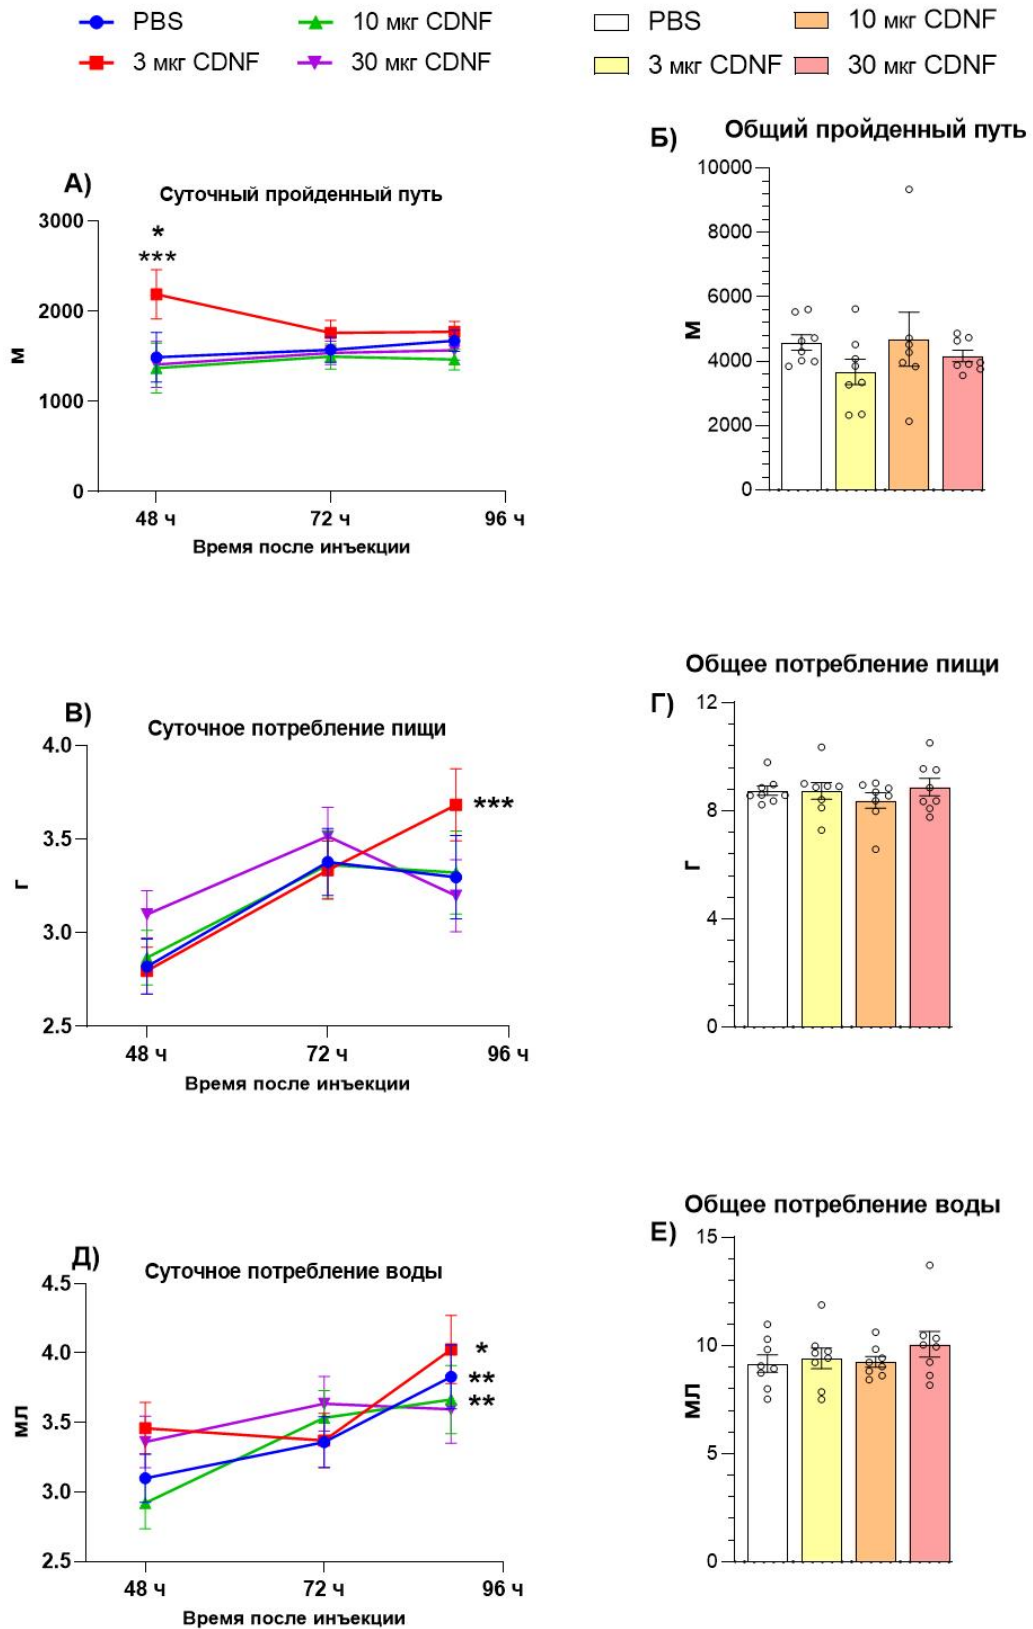 PBS
10 мкг CDNF
3 мкг CDNF
30 мкг CDNF
PBS
10 мкг CDNF
3 мкг CDNF
30 мкг CDNF
А)
Суточный пройденный путь
3000
2000
1000
0
м
*
***
48 ч
72 ч
96 ч
Время после инъекции
Б)
Общий пройденный путь
10000
8000
6000
4000
2000
0
м
В)
Суточное потребление пищи
4.0
3.5
3.0
2.5
г
***
48 ч
72 ч
96 ч
Время после инъекции
Г)
Общее потребление пищи
12
8
4
0
г
Д)
Суточное потребление воды
4.5
4.0
3.5
3.0
2.5
мл
*
**
**
48 ч
72 ч
96 ч
Время после инъекции
Е)
Общее потребление воды
15
10
5
0
мл